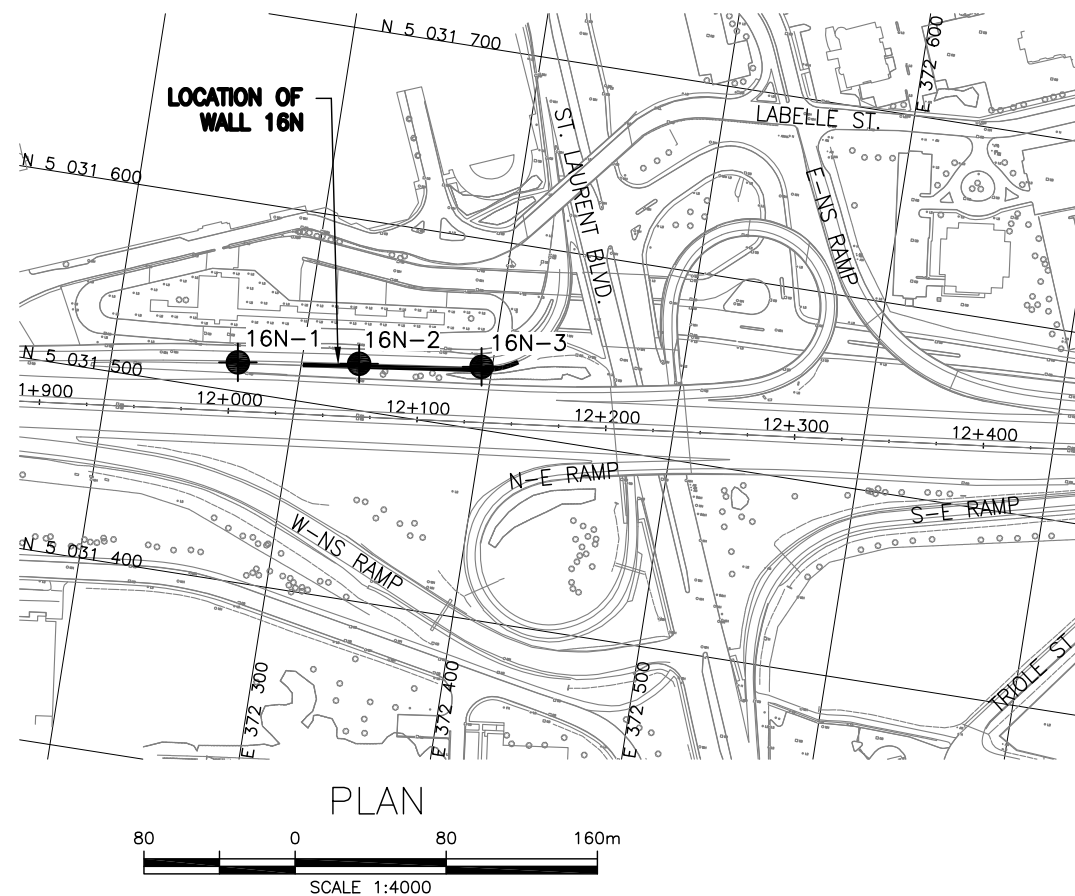 N 5 031 700
E 372 600
LOCATION OF
WALL 16N
LABELLE ST.
ST. LAURENT BLVD.
N 5 031 600
E-NS RAMP
16N-1
16N-2
16N-3
N 5 031 500
1+900
12+000
12+100
12+200
12+300
12+400
N-E RAMP
S-E RAMP
W-NS RAMP
N 5 031 400
E 372 300
E 372 400
E 372 500
TRIOLE ST.
PLAN
80
0
80
160m
SCALE 1:4000